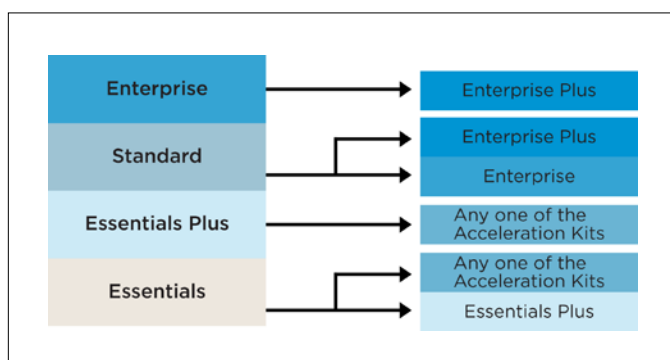 Enterprise
Standard
Essentials Plus
Essentials
Enterprise Plus
Enterprise Plus
Enterprise
Any one of the
Acceleration Kits
Any one of the
Acceleration Kits
Essentials Plus